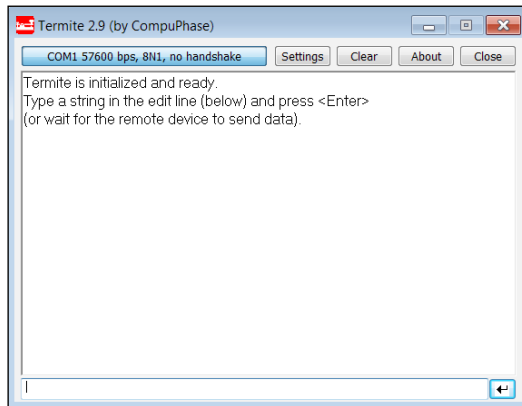 Termite 2.9 (by CompuPhase)
COM1 57600 bps, 8N1, no handshake Settings Clear About Close
Termite is initialized and ready.
Type a string in the edit line (below) and press <Enter>
(or wait for the remote device to send data).